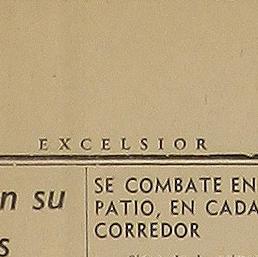 EXCELSIOR
n su
s
SE COMBATE EN
PATIO, EN CADA
CORREDOR